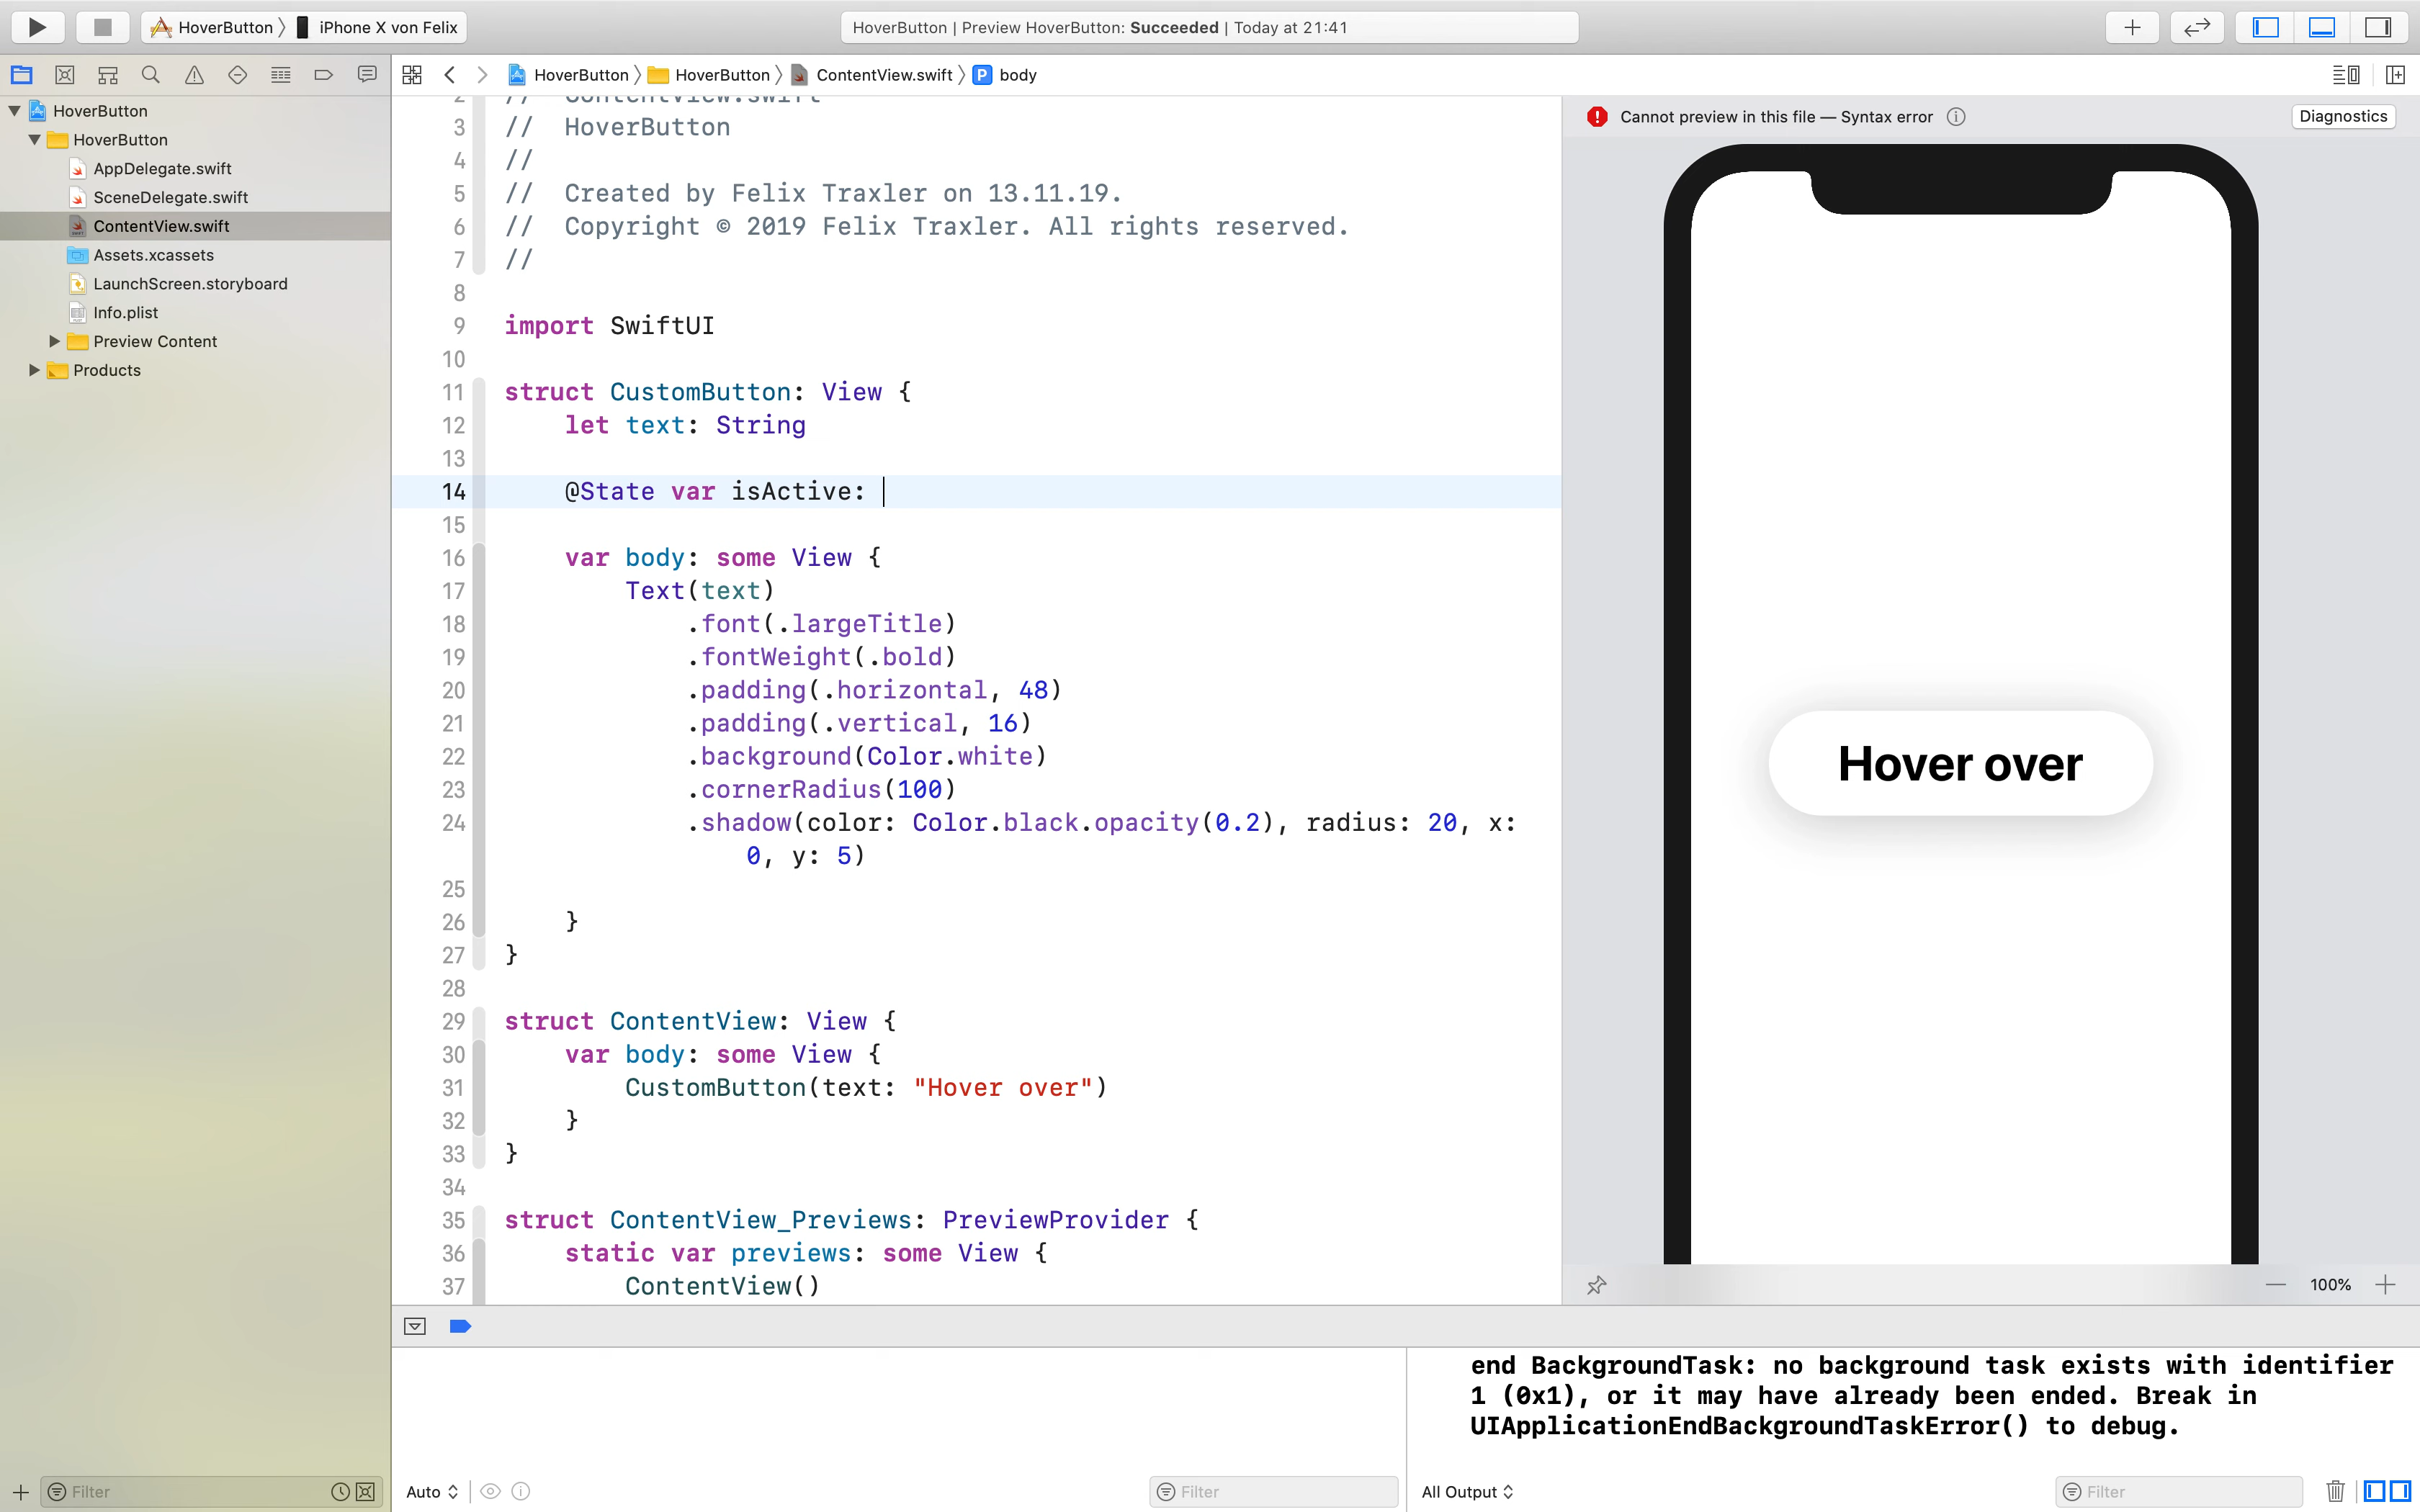 HoverButton 〉 iPhone X von Felix
HoverButton | Preview HoverButton: Succeeded | Today at 21:41
HoverButton
HoverButton
AppDelegate.swift
SceneDelegate.swift
ContentView.swift
Assets.xcassets
LaunchScreen.storyboard
Info.plist
Preview Content
Products
Filter
HoverButton 〉 HoverButton 〉 ContentView.swift 〉 P body
2 // ContentView.swift
3 // HoverButton
4 //
5 // Created by Felix Traxler on 13.11.19.
6 // Copyright © 2019 Felix Traxler. All rights reserved.
7 //
8
9 import SwiftUI
10
11 struct CustomButton: View {
12 let text: String
13
14 @State var isActive:
15
16 var body: some View {
17 Text(text)
18 .font(.largeTitle)
19 .fontWeight(.bold)
20 .padding(.horizontal, 48)
21 .padding(.vertical, 16)
22 .background(Color.white)
23 .cornerRadius(100)
24 .shadow(color: Color.black.opacity(0.2), radius: 20, x:
0, y: 5)
25
26 }
27 }
28
29 struct ContentView: View {
30 var body: some View {
31 CustomButton(text: "Hover over")
32 }
33 }
34
35 struct ContentView_Previews: PreviewProvider {
36 static var previews: some View {
37 ContentView()
Cannot preview in this file — Syntax error
Diagnostics
Hover over
100%
Auto
Filter
end BackgroundTask: no background task exists with identifier
1 (0x1), or it may have already been ended. Break in
UIApplicationEndBackgroundTaskError() to debug.
All Output
Filter